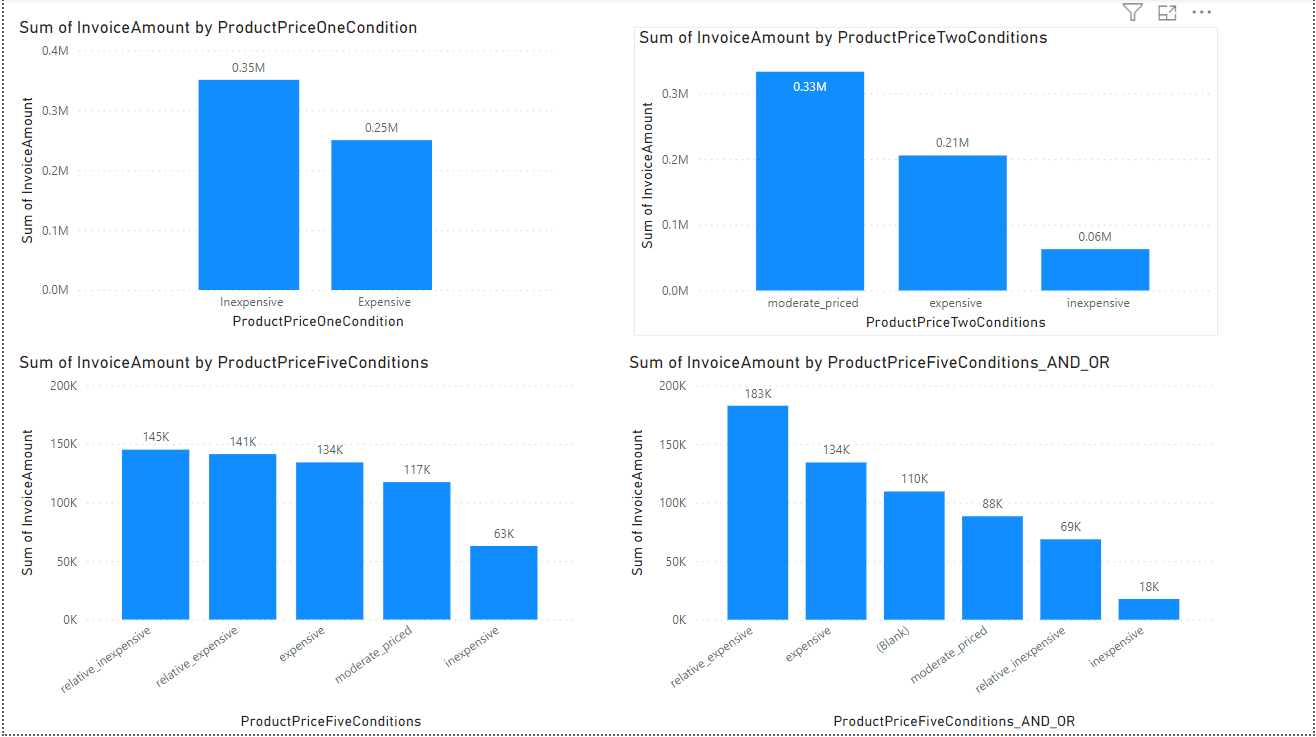 Sum of InvoiceAmount by ProductPriceOneCondition
0.4M
0.3M
0.2M
0.1M
0.0M
Sum of InvoiceAmount
0.35M
0.25M
Inexpensive
Expensive
ProductPriceOneCondition
Sum of InvoiceAmount by ProductPriceTwoConditions
0.3M
0.2M
0.1M
0.0M
Sum of InvoiceAmount
0.33M
0.21M
0.06M
moderate_priced
expensive
inexpensive
ProductPriceTwoConditions
Sum of InvoiceAmount by ProductPriceFiveConditions
200K
150K
100K
50K
0K
Sum of InvoiceAmount
145K
141K
134K
117K
63K
relative_inexpensive
relative_expensive
expensive
moderate_priced
inexpensive
ProductPriceFiveConditions
Sum of InvoiceAmount by ProductPriceFiveConditions_AND_OR
200K
150K
100K
50K
0K
Sum of InvoiceAmount
183K
134K
110K
88K
69K
18K
relative_expensive
expensive
(Blank)
moderate_priced
relative_inexpensive
inexpensive
ProductPriceFiveConditions_AND_OR